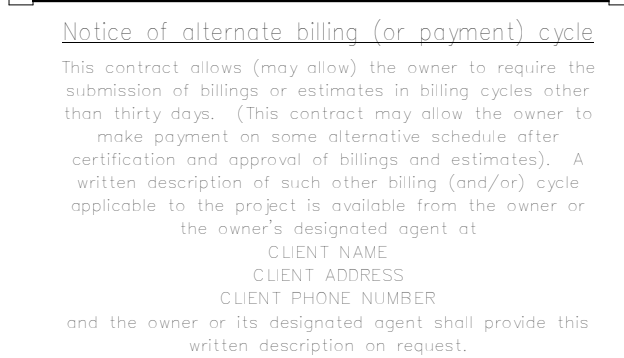 Notice of alternate billing (or payment) cycle
This contract allows (may allow) the owner to require the
submission of billings or estimates in billing cycles other
than thirty days.  (This contract may allow the owner to
make payment on some alternative schedule after
certification and approval of billings and estimates).  A
written description of such other billing (and/or) cycle
applicable to the project is available from the owner or
the owner's designated agent at
CLIENT NAME
CLIENT ADDRESS
CLIENT PHONE NUMBER
and the owner or its designated agent shall provide this
written description on request.